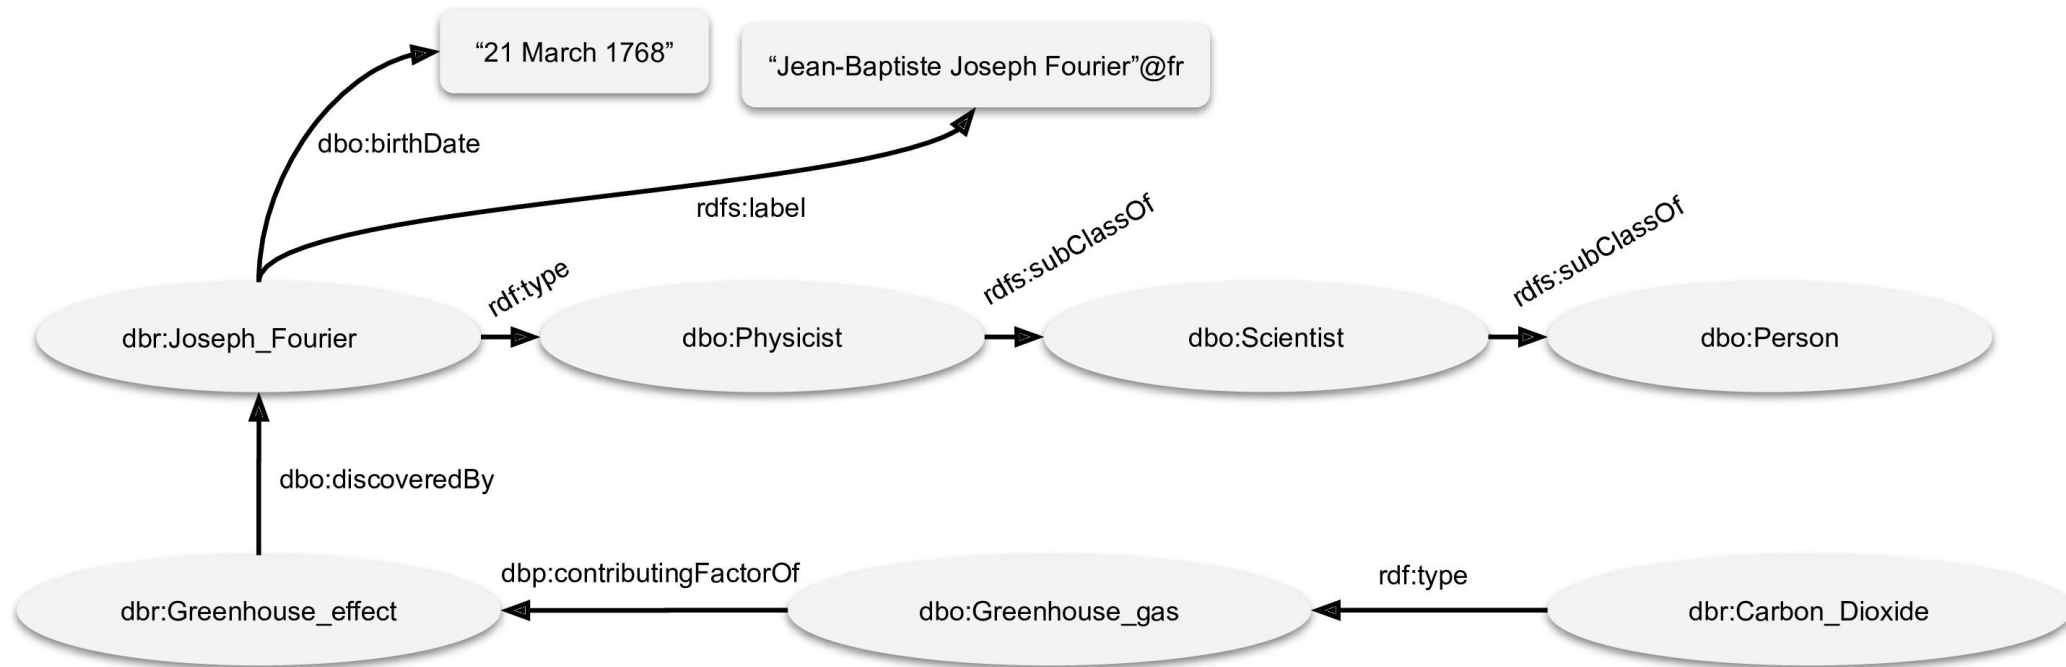 “21 March 1768”
“Jean-Baptiste Joseph Fourier”@fr
dbo:birthDate
rdfs:label
rdf:type
rdfs:subClassOf
rdfs:subClassOf
dbr:Joseph_Fourier
dbo:Physicist
dbo:Scientist
dbo:Person
dbo:discoveredBy
dbp:contributingFactorOf
rdf:type
dbr:Greenhouse_effect
dbo:Greenhouse_gas
dbr:Carbon_Dioxide